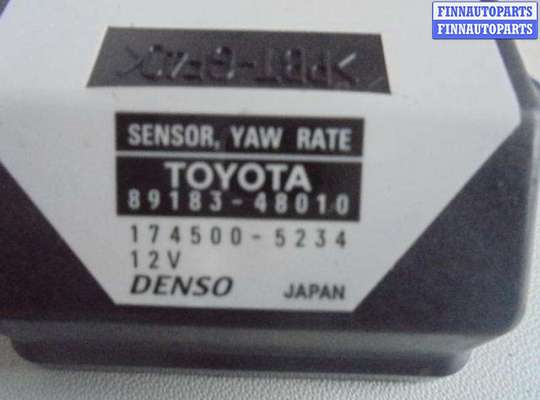 FINNAUTOPARTS
FINNAUTOPARTS
SENSOR, YAW RATE
TOYOTA
89183-48010
174500-5234
12V
DENSO JAPAN